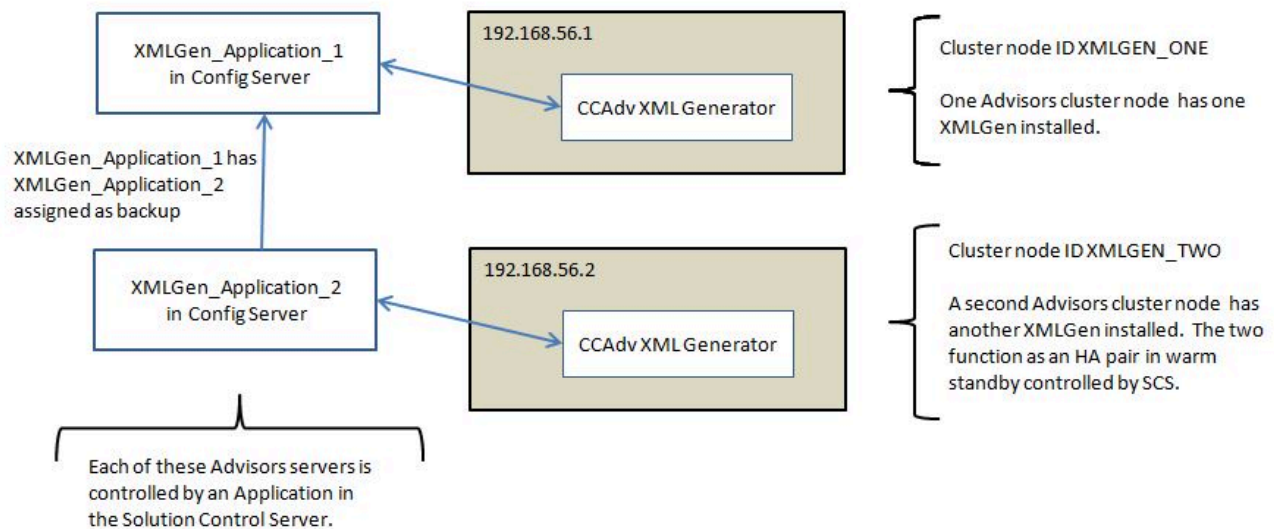 XMLGen_Application_1
in Config Server
192.168.56.1
CCAdv XML Generator
Cluster node ID XMLGEN_ONE
One Advisors cluster node has one
XMLGen installed.
XMLGen_Application_1 has
XMLGen_Application_2
assigned as backup
XMLGen_Application_2
in Config Server
192.168.56.2
CCAdv XML Generator
Cluster node ID XMLGEN_TWO
A second Advisors cluster node has
another XMLGen installed. The two
function as an HA pair in warm
standby controlled by SCS.
Each of these Advisors servers is
controlled by an Application in
the Solution Control Server.